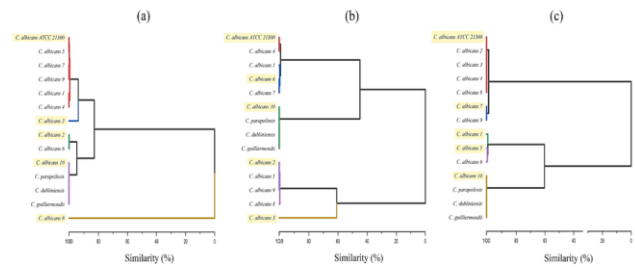 (a)
C. albicans ATCC 21300
C. albicans 5
C. albicans 7
C. albicans 9
C. albicans 1
C. albicans 4
C. albicans 3
C. albicans 2
C. albicans 6
C. albicans 10
C. parapsilosis
C. dubliniensis
C. guilliermondii
C. albicans 8
100 80 60 40 20 0
Similarity (%)
(b)
C. albicans ATCC 21300
C. albicans 4
C. albicans 1
C. albicans 6
C. albicans 7
C. albicans 10
C. parapsilosis
C. dubliniensis
C. guilliermondii
C. albicans 2
C. albicans 5
C. albicans 9
C. albicans 8
C. albicans 3
100 80 60 40 20 0
Similarity (%)
(c)
C. albicans ATCC 21300
C. albicans 2
C. albicans 3
C. albicans 4
C. albicans 6
C. albicans 7
C. albicans 9
C. albicans 1
C. albicans 5
C. albicans 8
C. albicans 10
C. parapsilosis
C. dubliniensis
C. guilliermondii
100 80 60 40 20 0
Similarity (%)